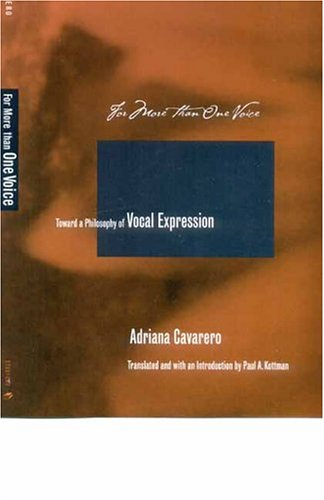 ERO
For More than One Voice
For More than One Voice
Toward a Philosophy of Vocal Expression
Adriana Cavarero
Translated and with an Introduction by Paul A. Kottman